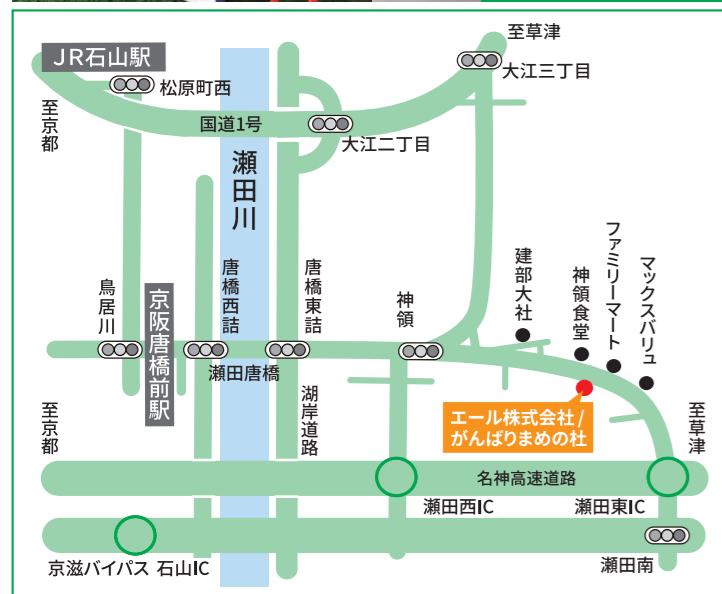 至草津
JR石山駅
大江三丁目
松原町西
至京都
国道1号
大江二丁目
瀬田川
ファミリーマート
建部大社
神領食堂
マックスバリュ
唐橋西詰
唐橋東詰
神領
鳥居川
京阪唐橋前駅
瀬田唐橋
湖岸道路
エール株式会社/
がんばりまめの杜
至京都
至草津
名神高速道路
瀬田西IC
瀬田東IC
京滋バイパス 石山IC
瀬田南